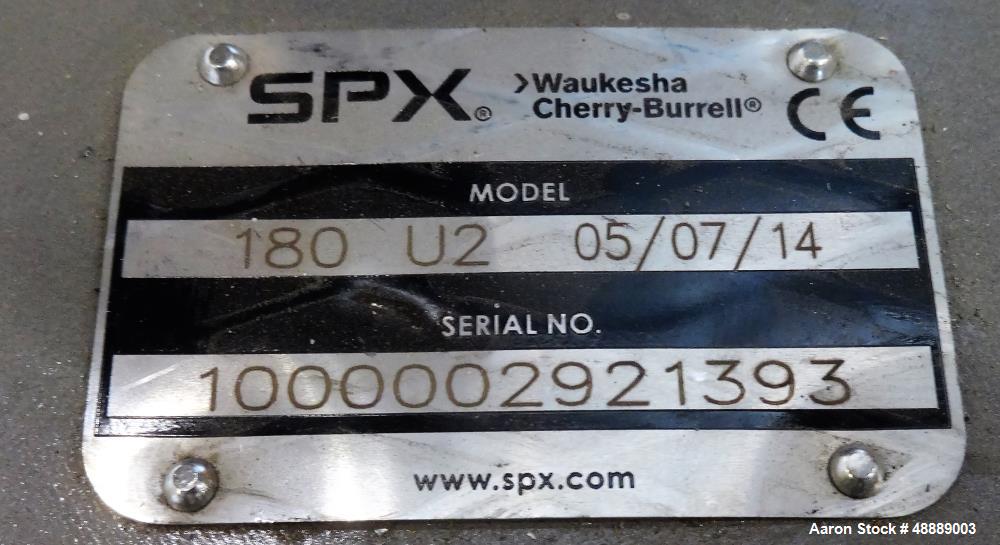 SPX® ›Waukesha
Cherry-Burrell® CE
MODEL
180 U2 05/07/14
SERIAL NO.
1000002921393
www.spx.com
Aaron Stock # 48889003